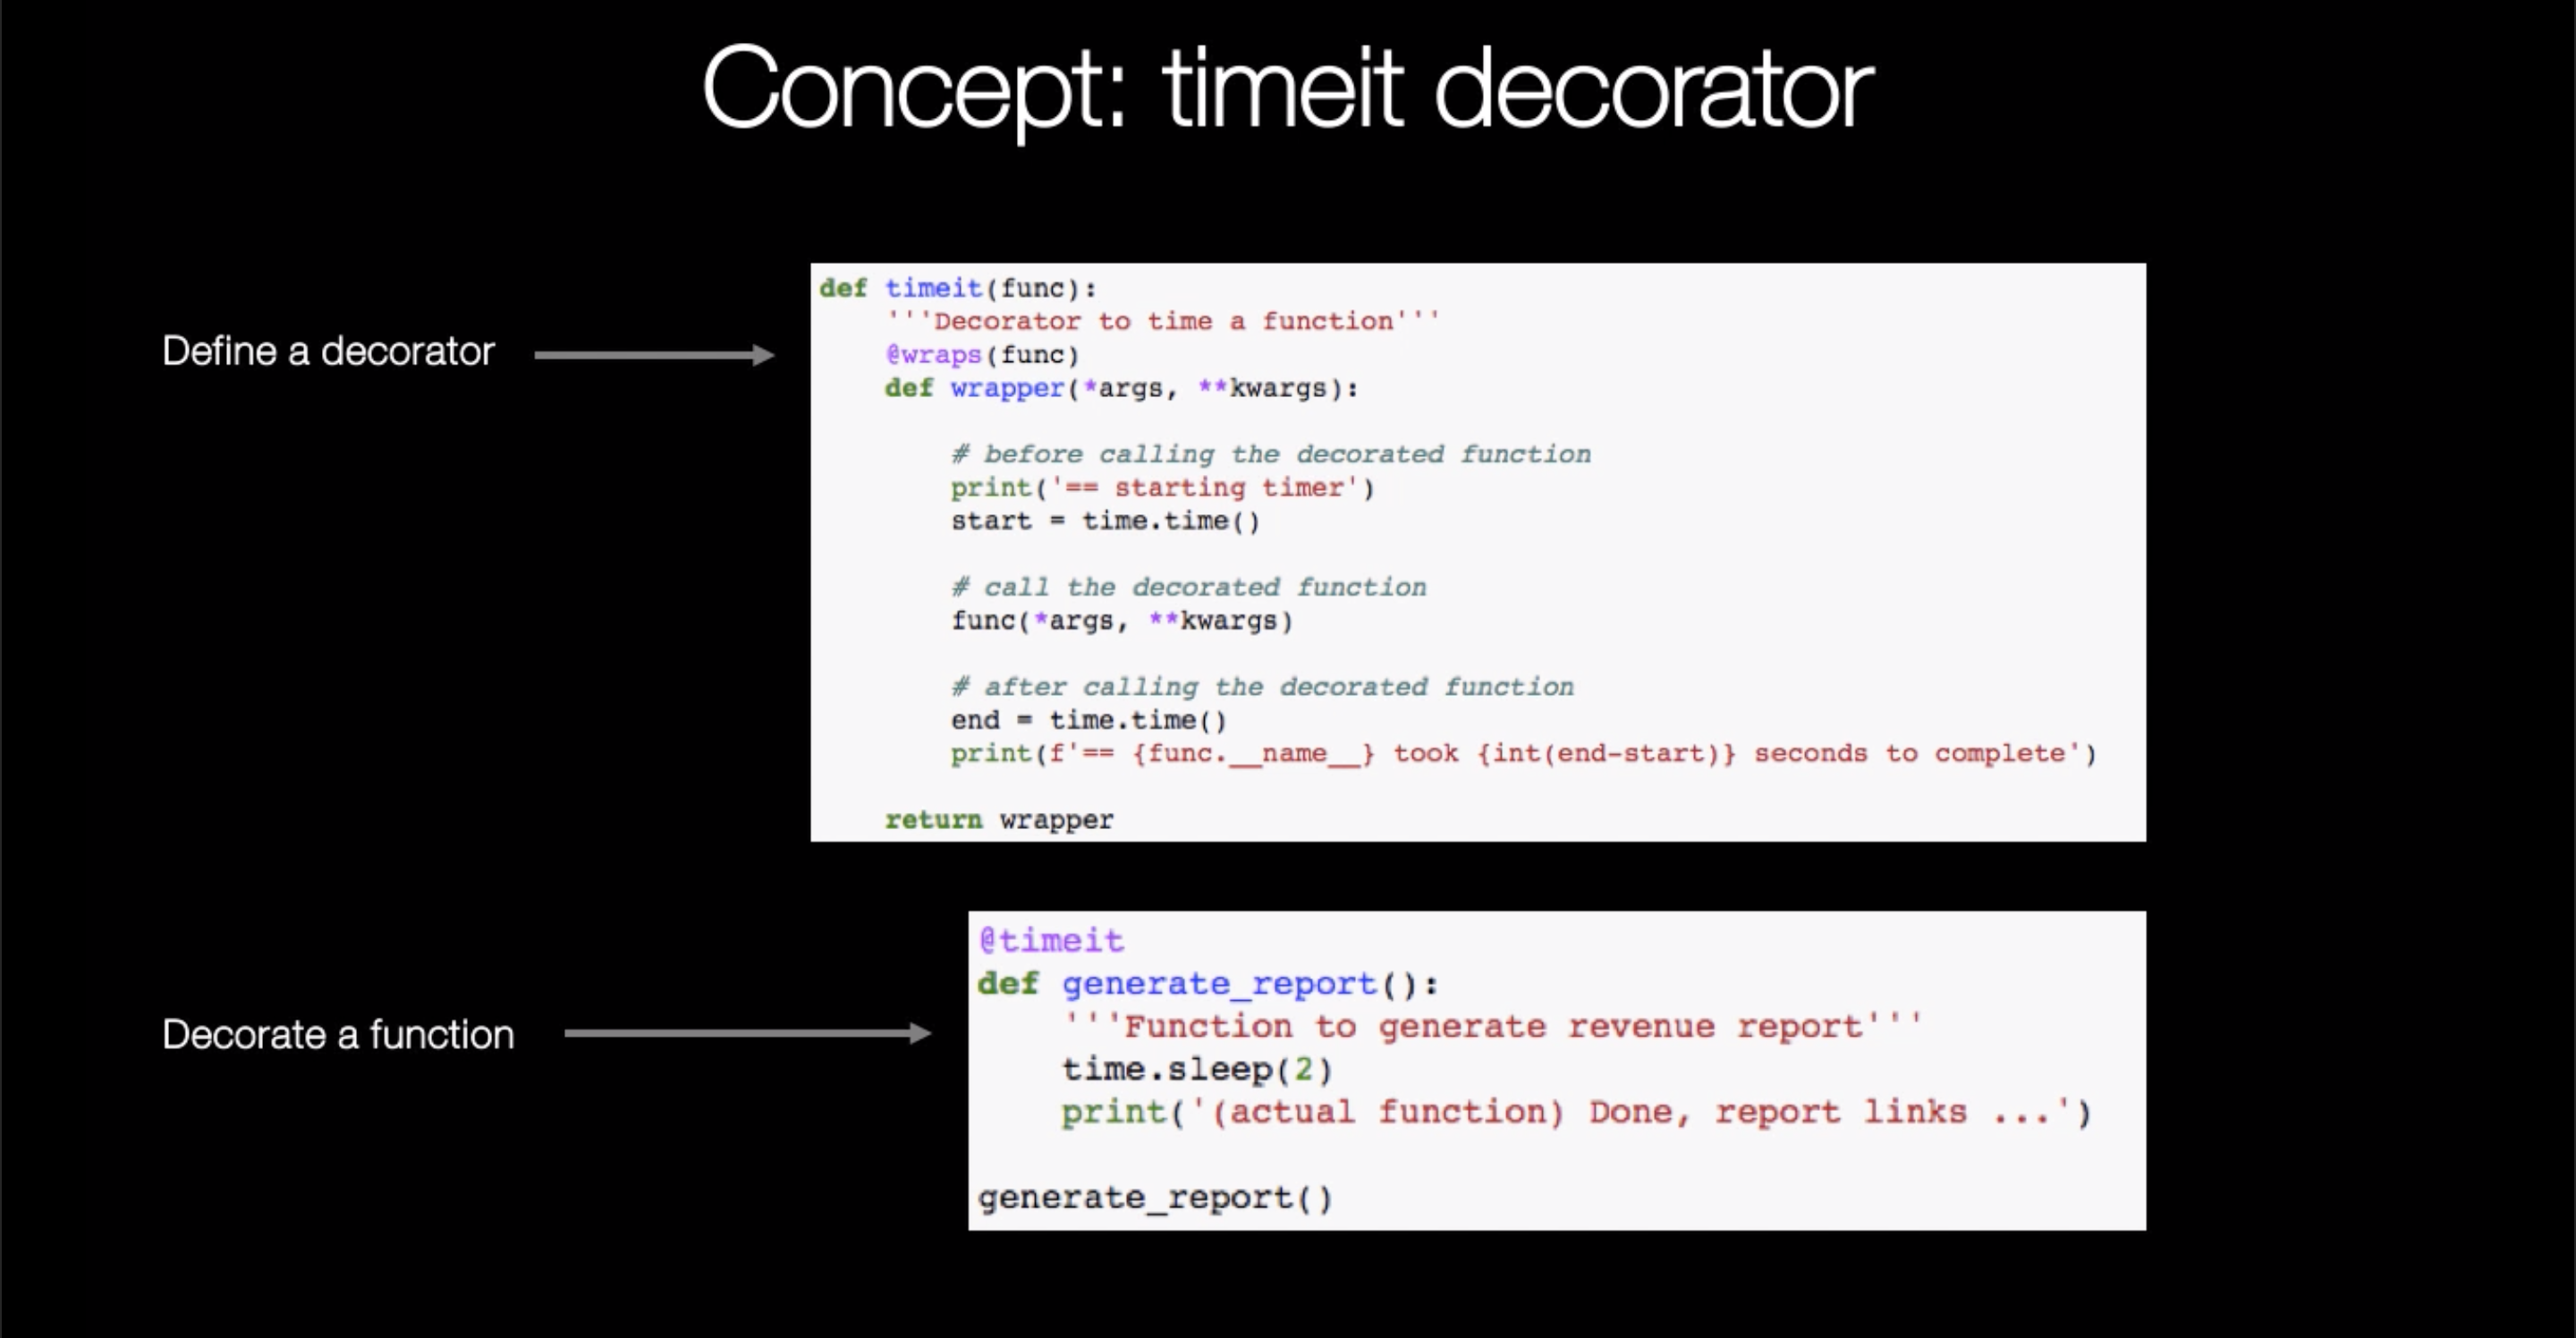 Concept: timeit decorator
Define a decorator
def timeit(func):
    '''Decorator to time a function'''
    @wraps(func)
    def wrapper(*args, **kwargs):
        # before calling the decorated function
        print('== starting timer')
        start = time.time()
        # call the decorated function
        func(*args, **kwargs)
        # after calling the decorated function
        end = time.time()
        print(f'== {func.__name__} took {int(end-start)} seconds to complete')
    return wrapper
Decorate a function
@timeit
def generate_report():
    '''Function to generate revenue report'''
    time.sleep(2)
    print('(actual function) Done, report links ...')
generate_report()